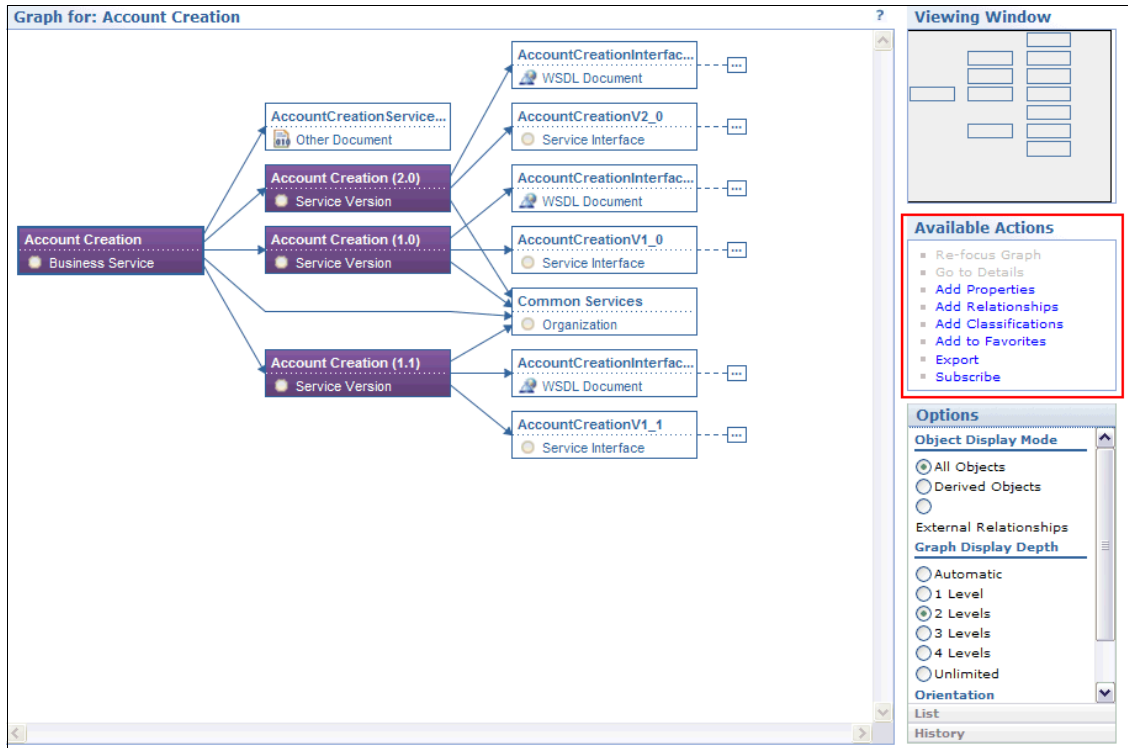 Graph for: Account Creation
?
AccountCreationInterfac...
WSDL Document
...
AccountCreationService...
Other Document
AccountCreationV2_0
Service Interface
...
Account Creation (2.0)
Service Version
AccountCreationInterfac...
WSDL Document
...
Account Creation
Business Service
Account Creation (1.0)
Service Version
AccountCreationV1_0
Service Interface
...
Common Services
Organization
Account Creation (1.1)
Service Version
AccountCreationInterfac...
WSDL Document
...
AccountCreationV1_1
Service Interface
...
Viewing Window
Available Actions
Re-focus Graph
Go to Details
Add Properties
Add Relationships
Add Classifications
Add to Favorites
Export
Subscribe
Options
Object Display Mode
All Objects
Derived Objects
External Relationships
Graph Display Depth
Automatic
1 Level
2 Levels
3 Levels
4 Levels
Unlimited
Orientation
List
History